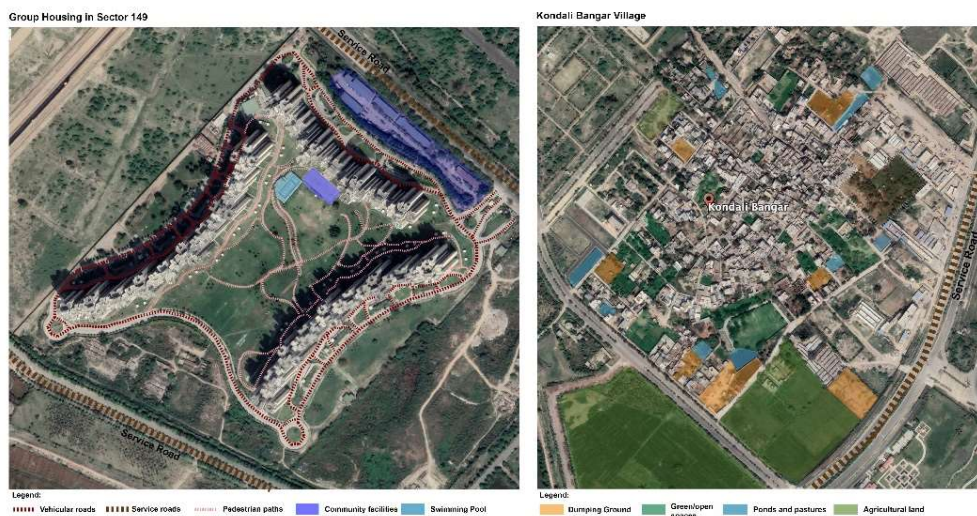 Group Housing in Sector 149
Service Road
Service Road
Legend:
Vehicular roads
Service roads
Pedestrian paths
Community facilities
Swimming Pool
Kondali Bangar Village
Kondali Bangar
Service Road
Legend:
Dumping Ground
Green/open
spaces
Ponds and pastures
Agricultural land